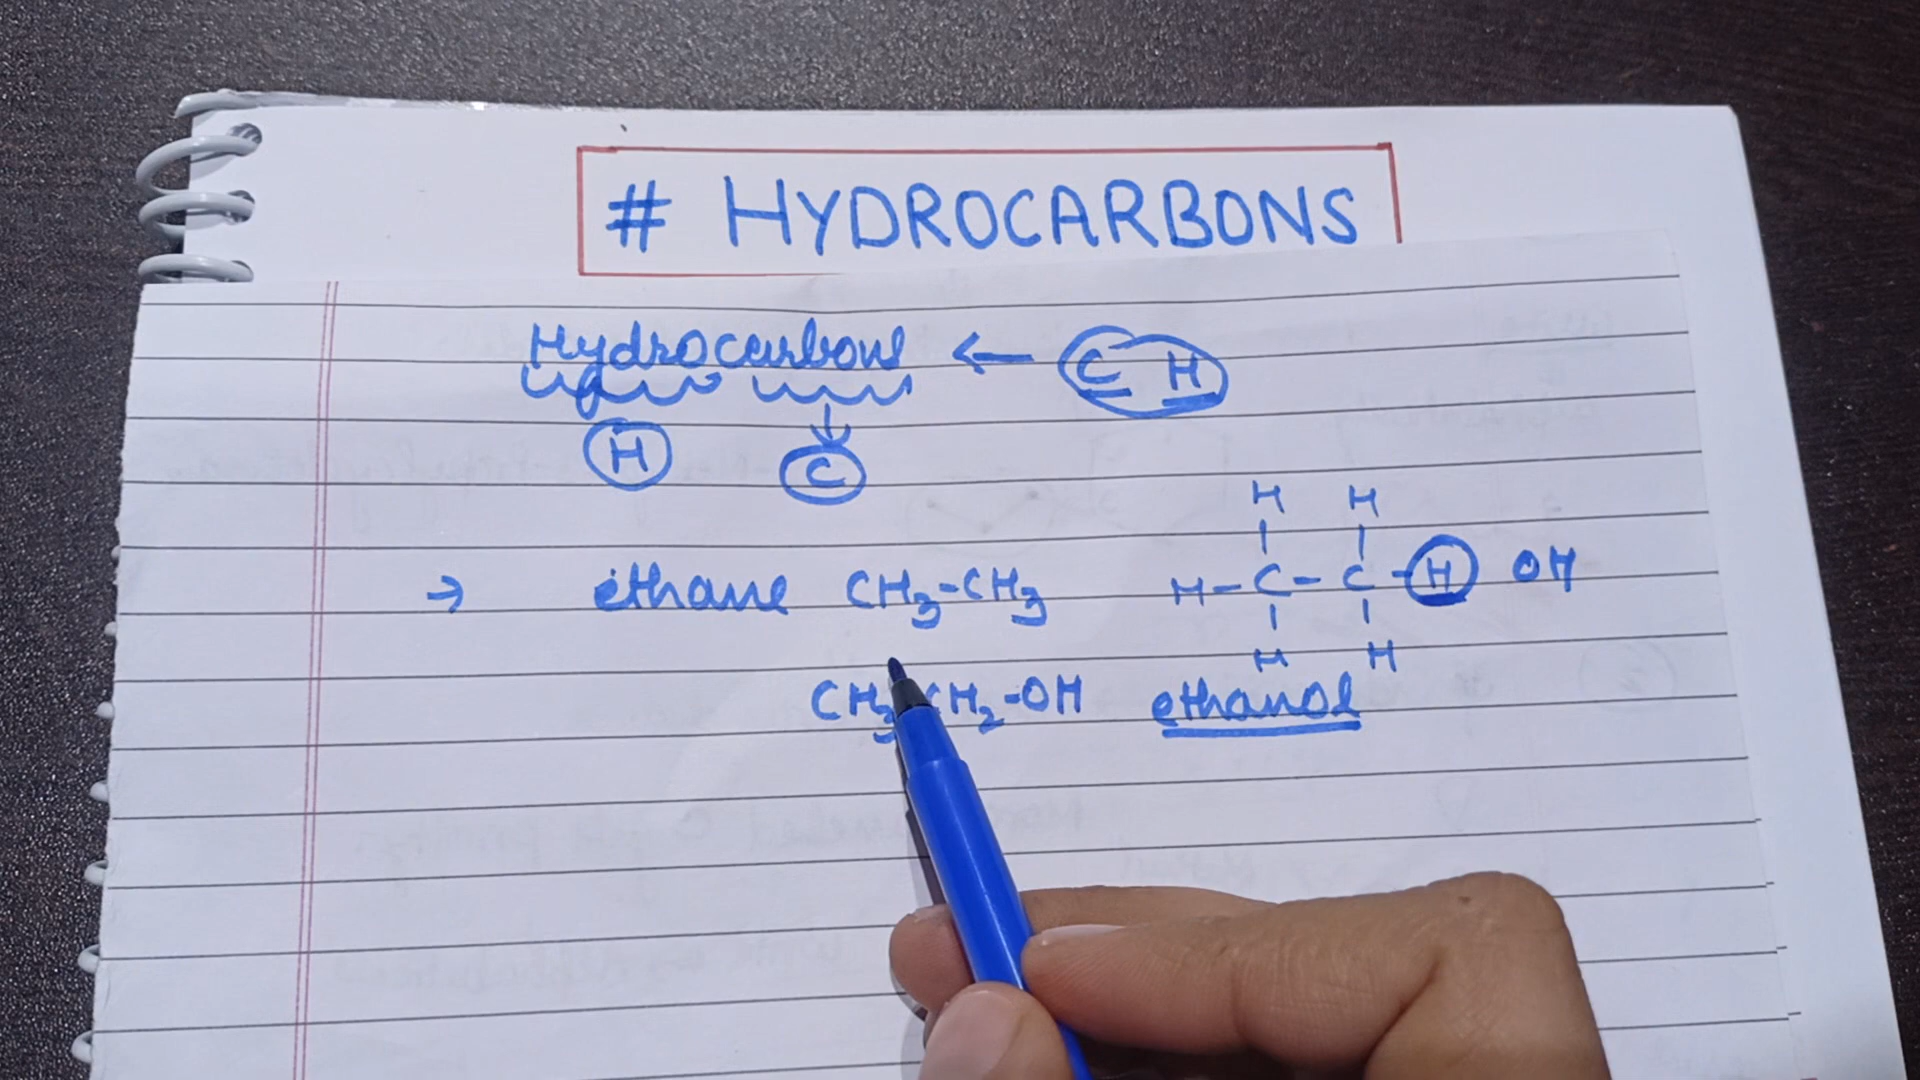 # HYDROCARBONS
Hydrocarbons ← C H
H C
H H
→ ethane CH3-CH3 H-C-C-H OH
H H
CH3-CH2-OH ethanol